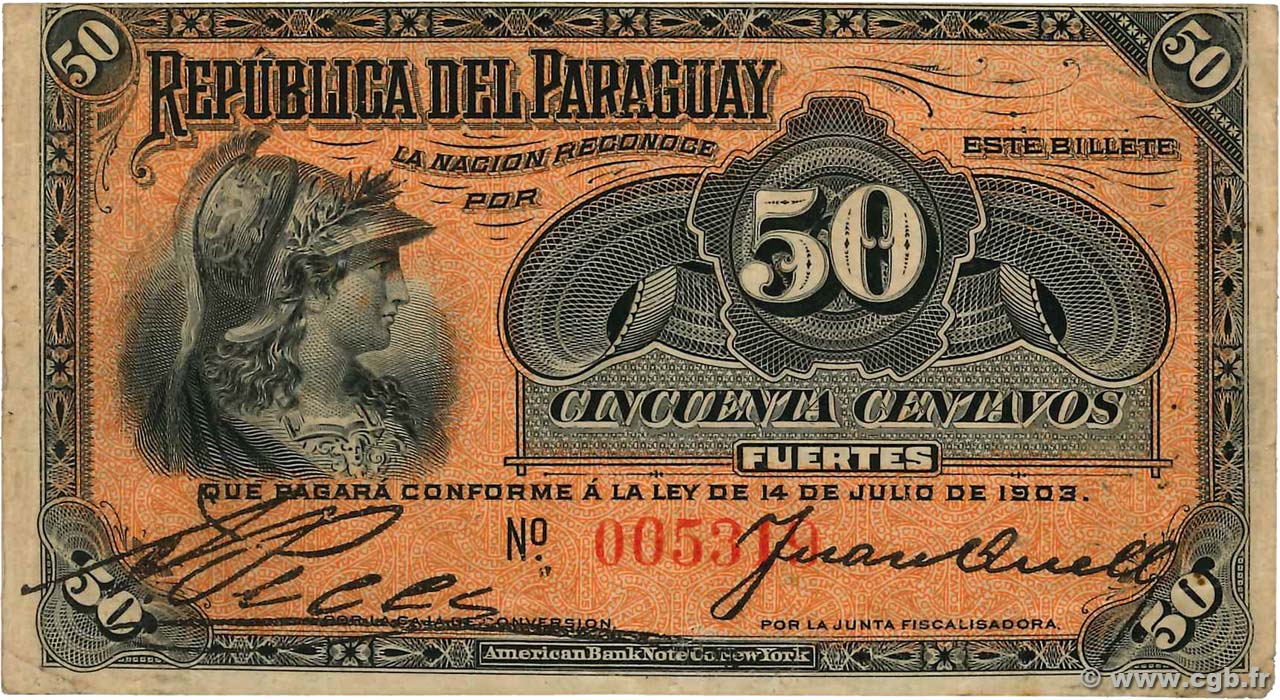 50 50
REPÚBLICA DEL PARAGUAY
LA NACION RECONOCE ESTE BILLETE
POR
50
CINCUENTA CENTAVOS
FUERTES
QUE PAGARÁ CONFORME Á LA LEY DE 14 DE JULIO DE 1903.
Nº. 005319
50 50
POR LA CAJA DE CONVERSION. POR LA JUNTA FISCALISADORA.
American Bank Note Co. New York
© www.cgb.fr